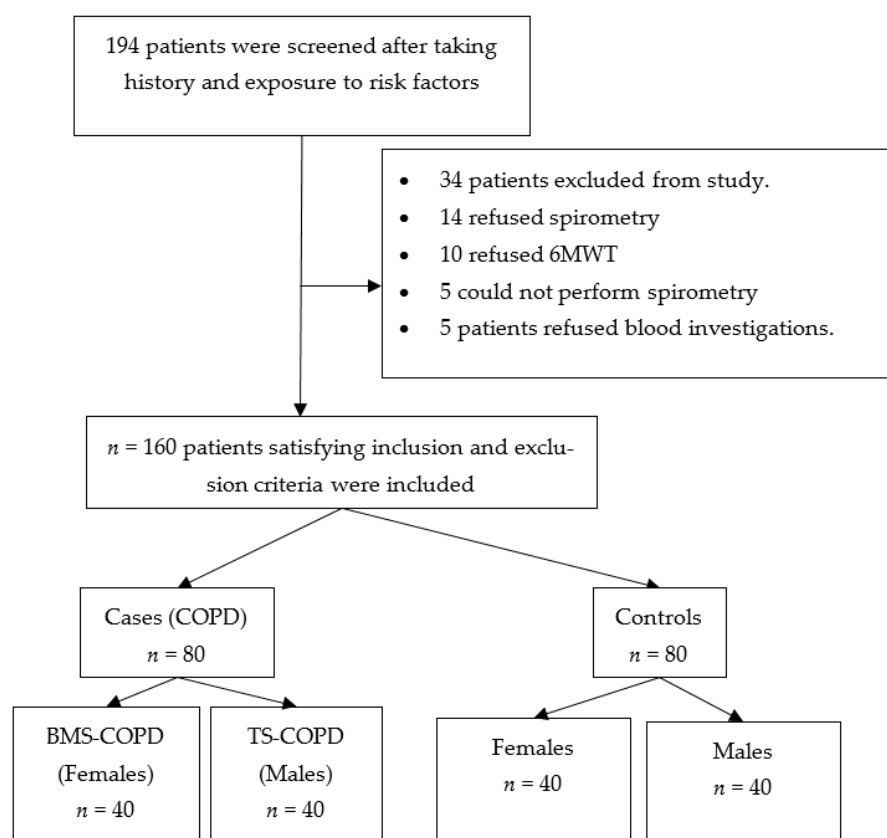 194 patients were screened after taking
history and exposure to risk factors
• 34 patients excluded from study.
• 14 refused spirometry
• 10 refused 6MWT
• 5 could not perform spirometry
• 5 patients refused blood investigations.
n = 160 patients satisfying inclusion and exclu-
sion criteria were included
Cases (COPD)
n = 80
Controls
n = 80
BMS-COPD
(Females)
n = 40
TS-COPD
(Males)
n = 40
Females
n = 40
Males
n = 40